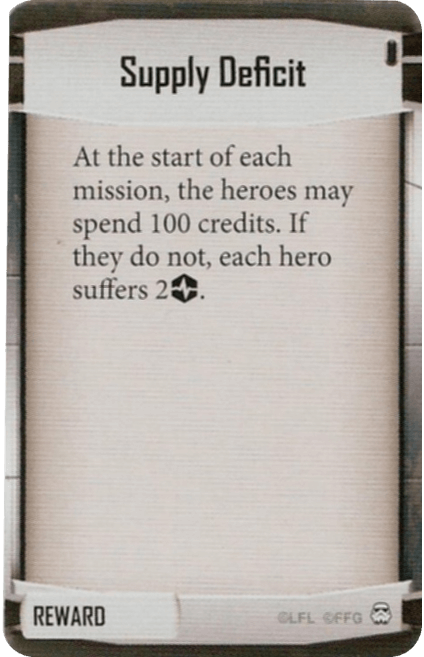 Supply Deficit
At the start of each
mission, the heroes may
spend 100 credits. If
they do not, each hero
suffers 2.
REWARD
©LFL ©FFG